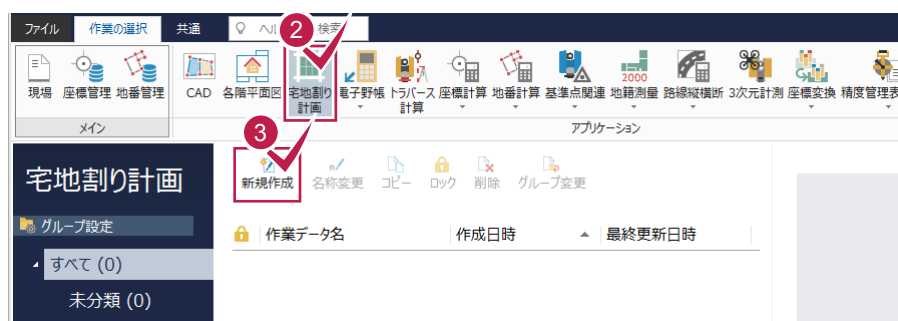 ファイル 作業の選択 共通 検索
2
現場 座標管理 地番管理 CAD 各階平面図 宅地割り 電子野帳 トラバース 座標計算 地番計算 基準点関連 地籍測量 路線縦横断 3次元計測 座標変換 精度管理表
計画 計算
2000
メイン アプリケーション
3
宅地割り計画
新規作成 名称変更 コピー ロック 削除 グループ変更
グループ設定
作業データ名 作成日時 最終更新日時
すべて (0)
未分類 (0)